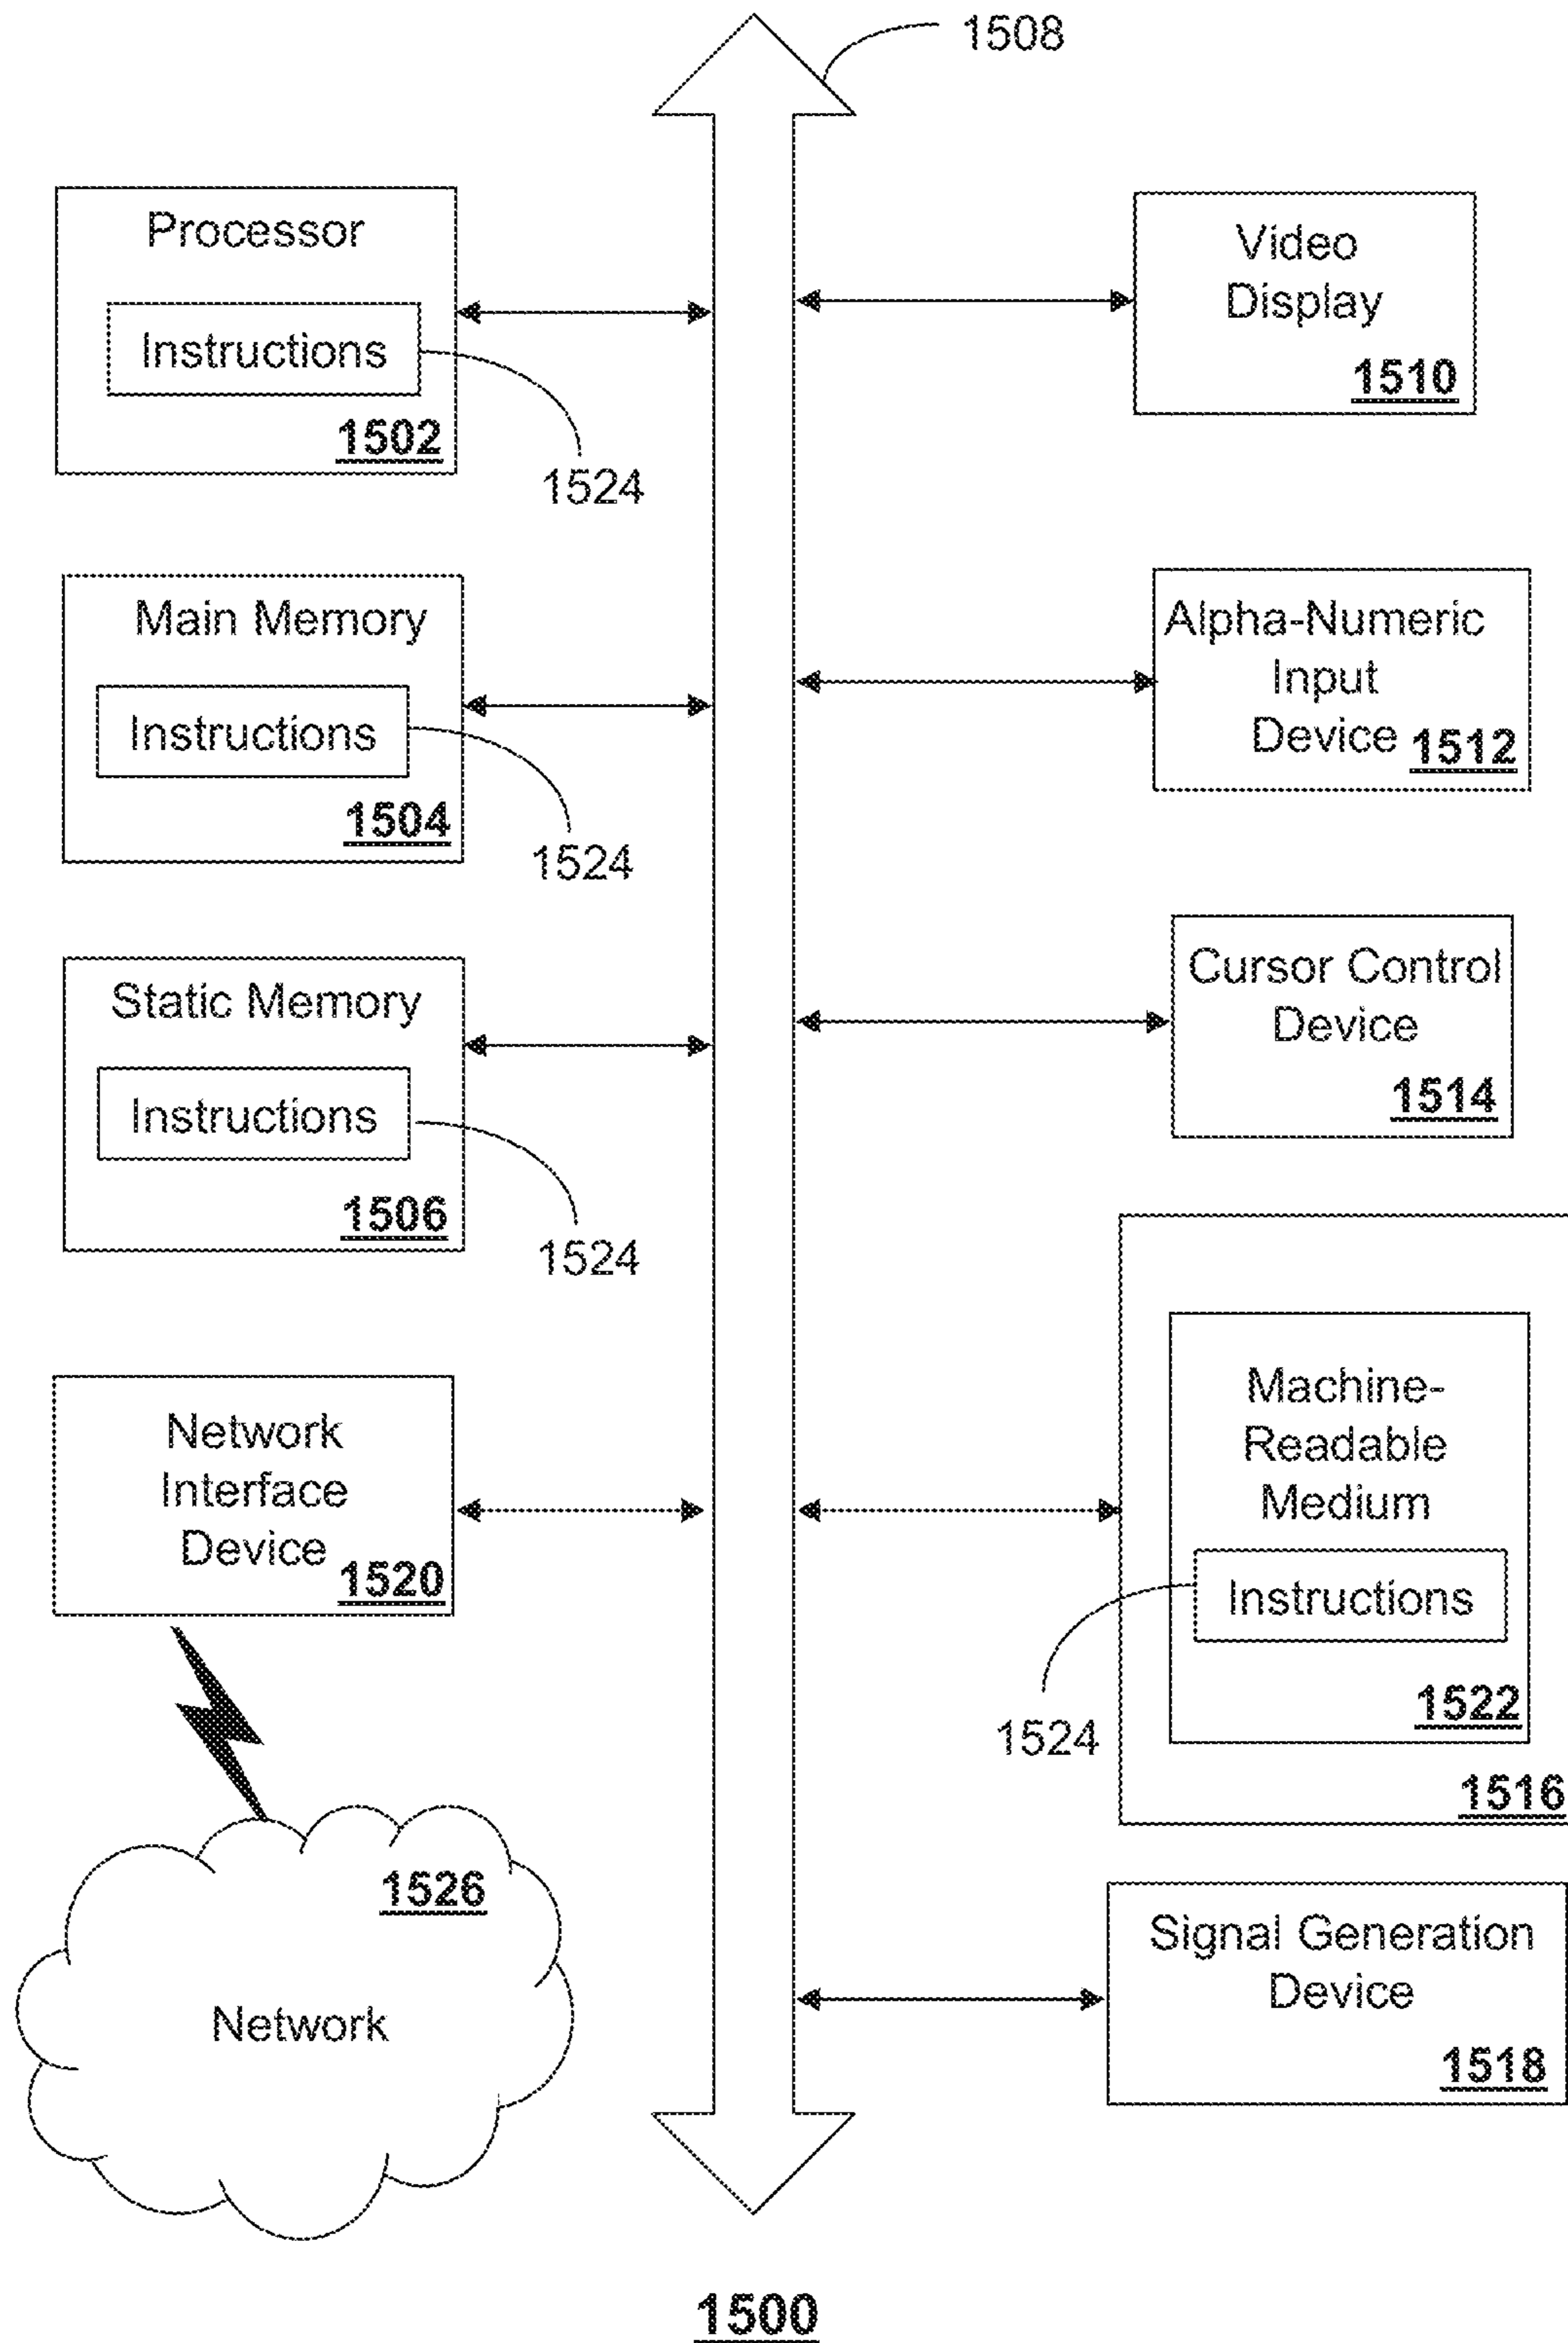 1508
Processor
Instructions
1502
1524
Video
Display
1510
Main Memory
Instructions
1504
1524
Alpha-Numeric
Input
Device 1512
Static Memory
Instructions
1506
1524
Cursor Control
Device
1514
Network
Interface
Device
1520
Machine-
Readable
Medium
Instructions
1522
1524
1516
1526
Network
Signal Generation
Device
1518
1500